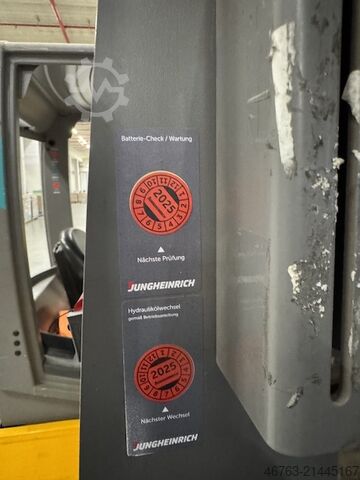 Batterie-Check / Wartung
2025
Nächste Prüfung
JUNGHEINRICH
Hydraulikölwechsel
gemäß Betriebsanleitung
2025
Nächster Wechsel
JUNGHEINRICH
46763-21445167